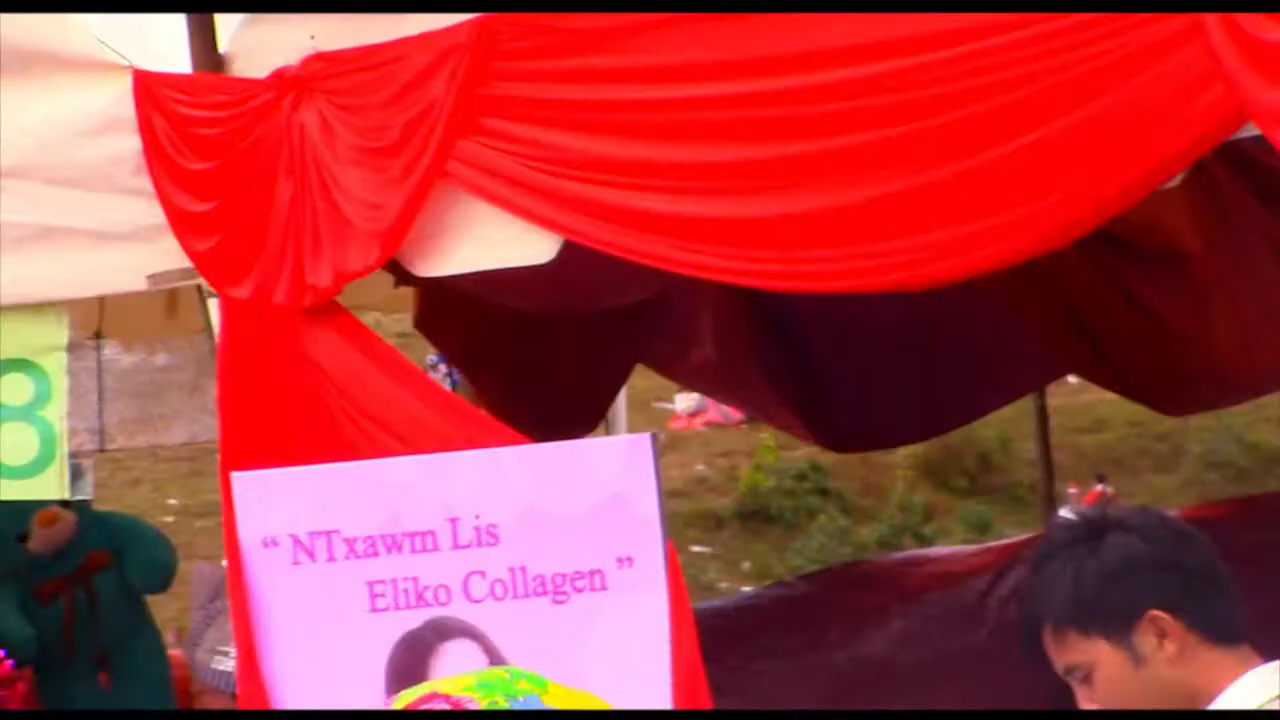 8
“ NTxawm Lis
Eliko Collagen ”